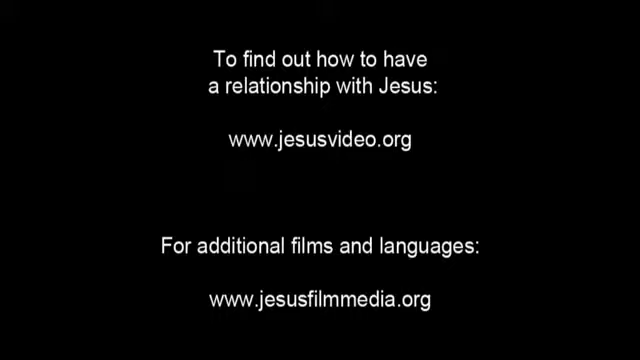 To find out how to have
a relationship with Jesus:
www.jesusvideo.org
For additional films and languages:
www.jesusfilmmedia.org